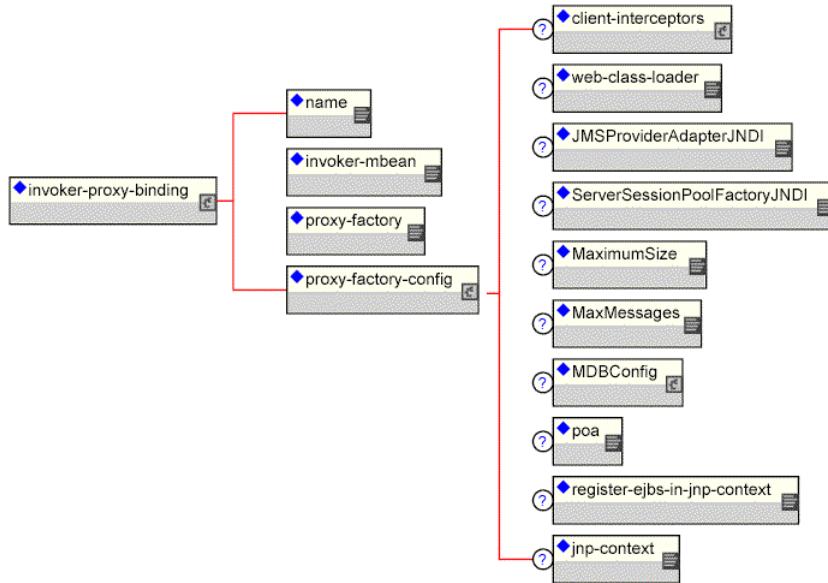 invoker-proxy-binding
name
invoker-mbean
proxy-factory
proxy-factory-config
? client-interceptors
? web-class-loader
? JMSProviderAdapterJNDI
? ServerSessionPoolFactoryJNDI
? MaximumSize
? MaxMessages
? MDBConfig
? poa
? register-ejbs-in-jnp-context
? jnp-context